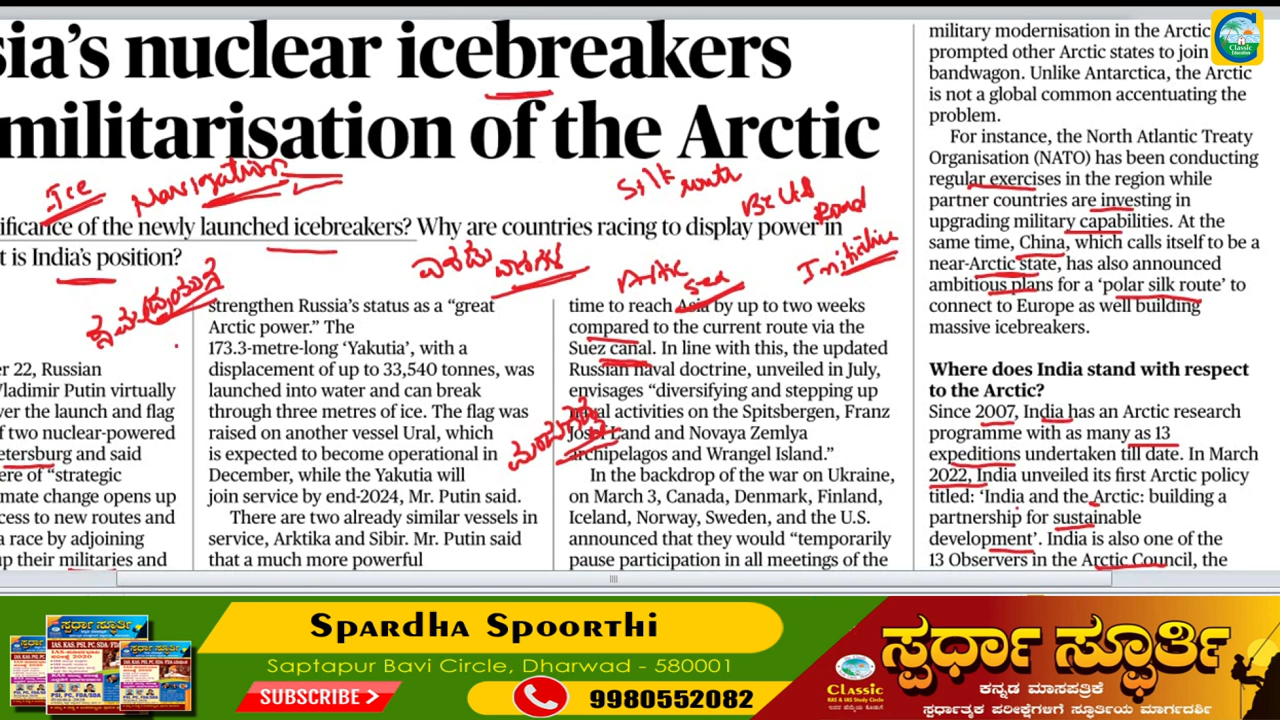 sia's nuclear icebreakers
militarisation of the Arctic
Ice
Navigation
Silk route
Belt
Road
Initiative
ificance of the newly launched icebreakers? Why are countries racing to display power in
t is India's position?
Arctic
sea
er 22, Russian
Vladimir Putin virtually
ver the launch and flag
f two nuclear-powered
etersburg and said
ere of "strategic
mate change opens up
cess to new routes and
a race by adjoining
up their militaries and
strengthen Russia's status as a "great
Arctic power." The
173.3-metre-long 'Yakutia', with a
displacement of up to 33,540 tonnes, was
launched into water and can break
through three metres of ice. The flag was
raised on another vessel Ural, which
is expected to become operational in
December, while the Yakutia will
join service by end-2024, Mr. Putin said.
There are two already similar vessels in
service, Arktika and Sibir. Mr. Putin said
that a much more powerful
time to reach Asia by up to two weeks
compared to the current route via the
Suez canal. In line with this, the updated
Russian naval doctrine, unveiled in July,
envisages "diversifying and stepping up
naval activities on the Spitsbergen, Franz
Josef Land and Novaya Zemlya
archipelagos and Wrangel Island."
In the backdrop of the war on Ukraine,
on March 3, Canada, Denmark, Finland,
Iceland, Norway, Sweden, and the U.S.
announced that they would "temporarily
pause participation in all meetings of the
military modernisation in the Arctic
prompted other Arctic states to join
bandwagon. Unlike Antarctica, the Arctic
is not a global common accentuating the
problem.
For instance, the North Atlantic Treaty
Organisation (NATO) has been conducting
regular exercises in the region while
partner countries are investing in
upgrading military capabilities. At the
same time, China, which calls itself to be a
near-Arctic state, has also announced
ambitious plans for a 'polar silk route' to
connect to Europe as well building
massive icebreakers.
Where does India stand with respect
to the Arctic?
Since 2007, India has an Arctic research
programme with as many as 13
expeditions undertaken till date. In March
2022, India unveiled its first Arctic policy
titled: 'India and the Arctic: building a
partnership for sustainable
development'. India is also one of the
13 Observers in the Arctic Council, the
Classic
Education
Spardha Spoorthi
Saptapur Bavi Circle Dharwad - 580001
SUBSCRIBE
9980552082
ಸ್ಪರ್ಧಾ ಸ್ಫೂರ್ತಿ
Classic
KAS & IAS Study Circle
ಸ್ಪರ್ಧಾ ಸ್ಫೂರ್ತಿ
ಕನ್ನಡ ಮಾಸಪತ್ರಿಕೆ
ಸ್ಪರ್ಧಾತ್ಮಕ ಪರೀಕ್ಷೆಗಳಿಗೆ ಸ್ಫೂರ್ತಿಯ ಮಾರ್ಗದರ್ಶಿ